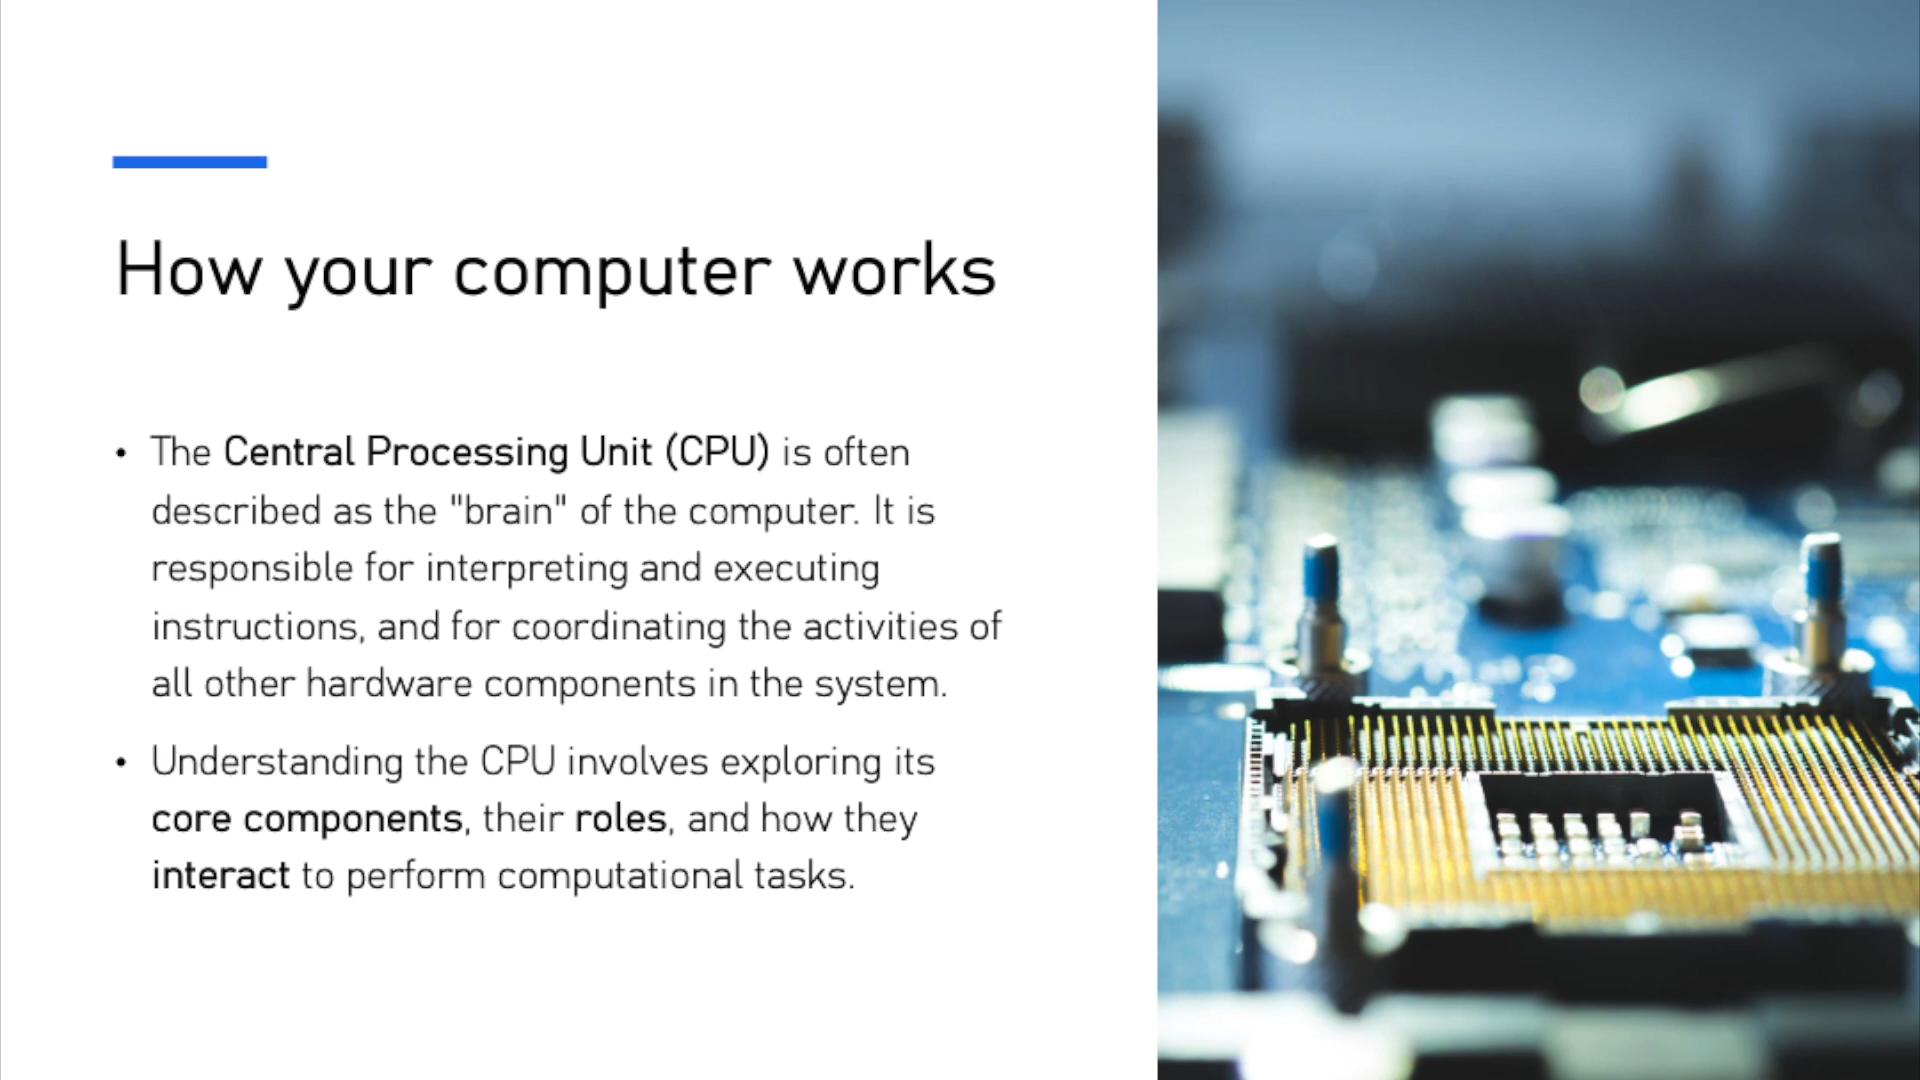 How your computer works
• The Central Processing Unit (CPU) is often
described as the "brain" of the computer. It is
responsible for interpreting and executing
instructions, and for coordinating the activities of
all other hardware components in the system.
• Understanding the CPU involves exploring its
core components, their roles, and how they
interact to perform computational tasks.